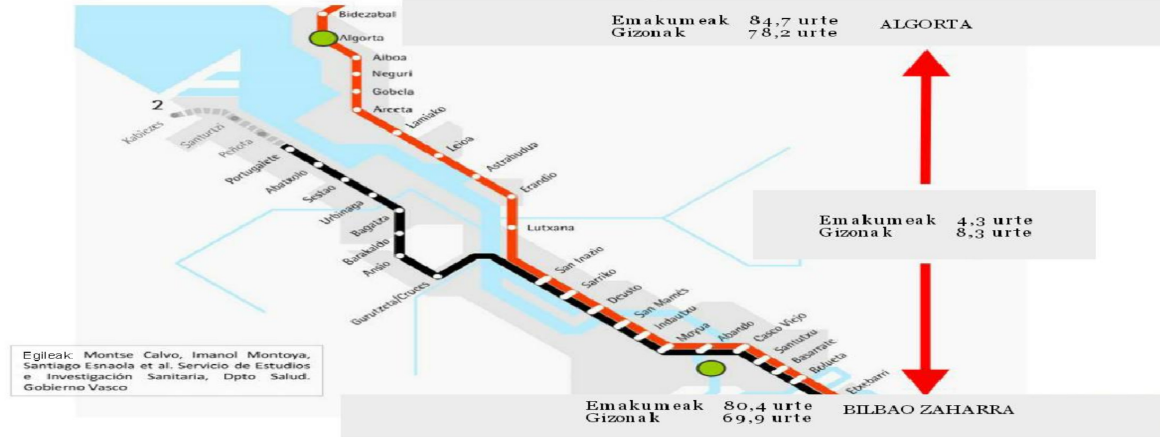 Emakumeak 84,7 urte
Gizonak 78,2 urte
ALGORTA
Bidezabal
Algorta
Aiboa
Neguri
Gobela
Areeta
Lamiako
Leioa
Astrabudua
Erandio
Lutxana
2
Kabiezes
Santurtzi
Peñota
Portugalete
Abatxolo
Sestao
Urbinaga
Bagatza
Barakaldo
Ansio
Gurutzeta/Cruces
San Inazio
Sarriko
Deusto
San Mamés
Indautxu
Moyua
Abando
Casco Viejo
Santutxu
Basarrate
Bolueta
Etxebarri
Emakumeak 4,3 urte
Gizonak 8,3 urte
Egileak: Montse Calvo, Imanol Montoya,
Santiago Esnaola et al. Servicio de Estudios
e Investigación Sanitaria, Dpto Salud.
Gobierno Vasco
Emakumeak 80,4 urte
Gizonak 69,9 urte
BILBAO ZAHARRA